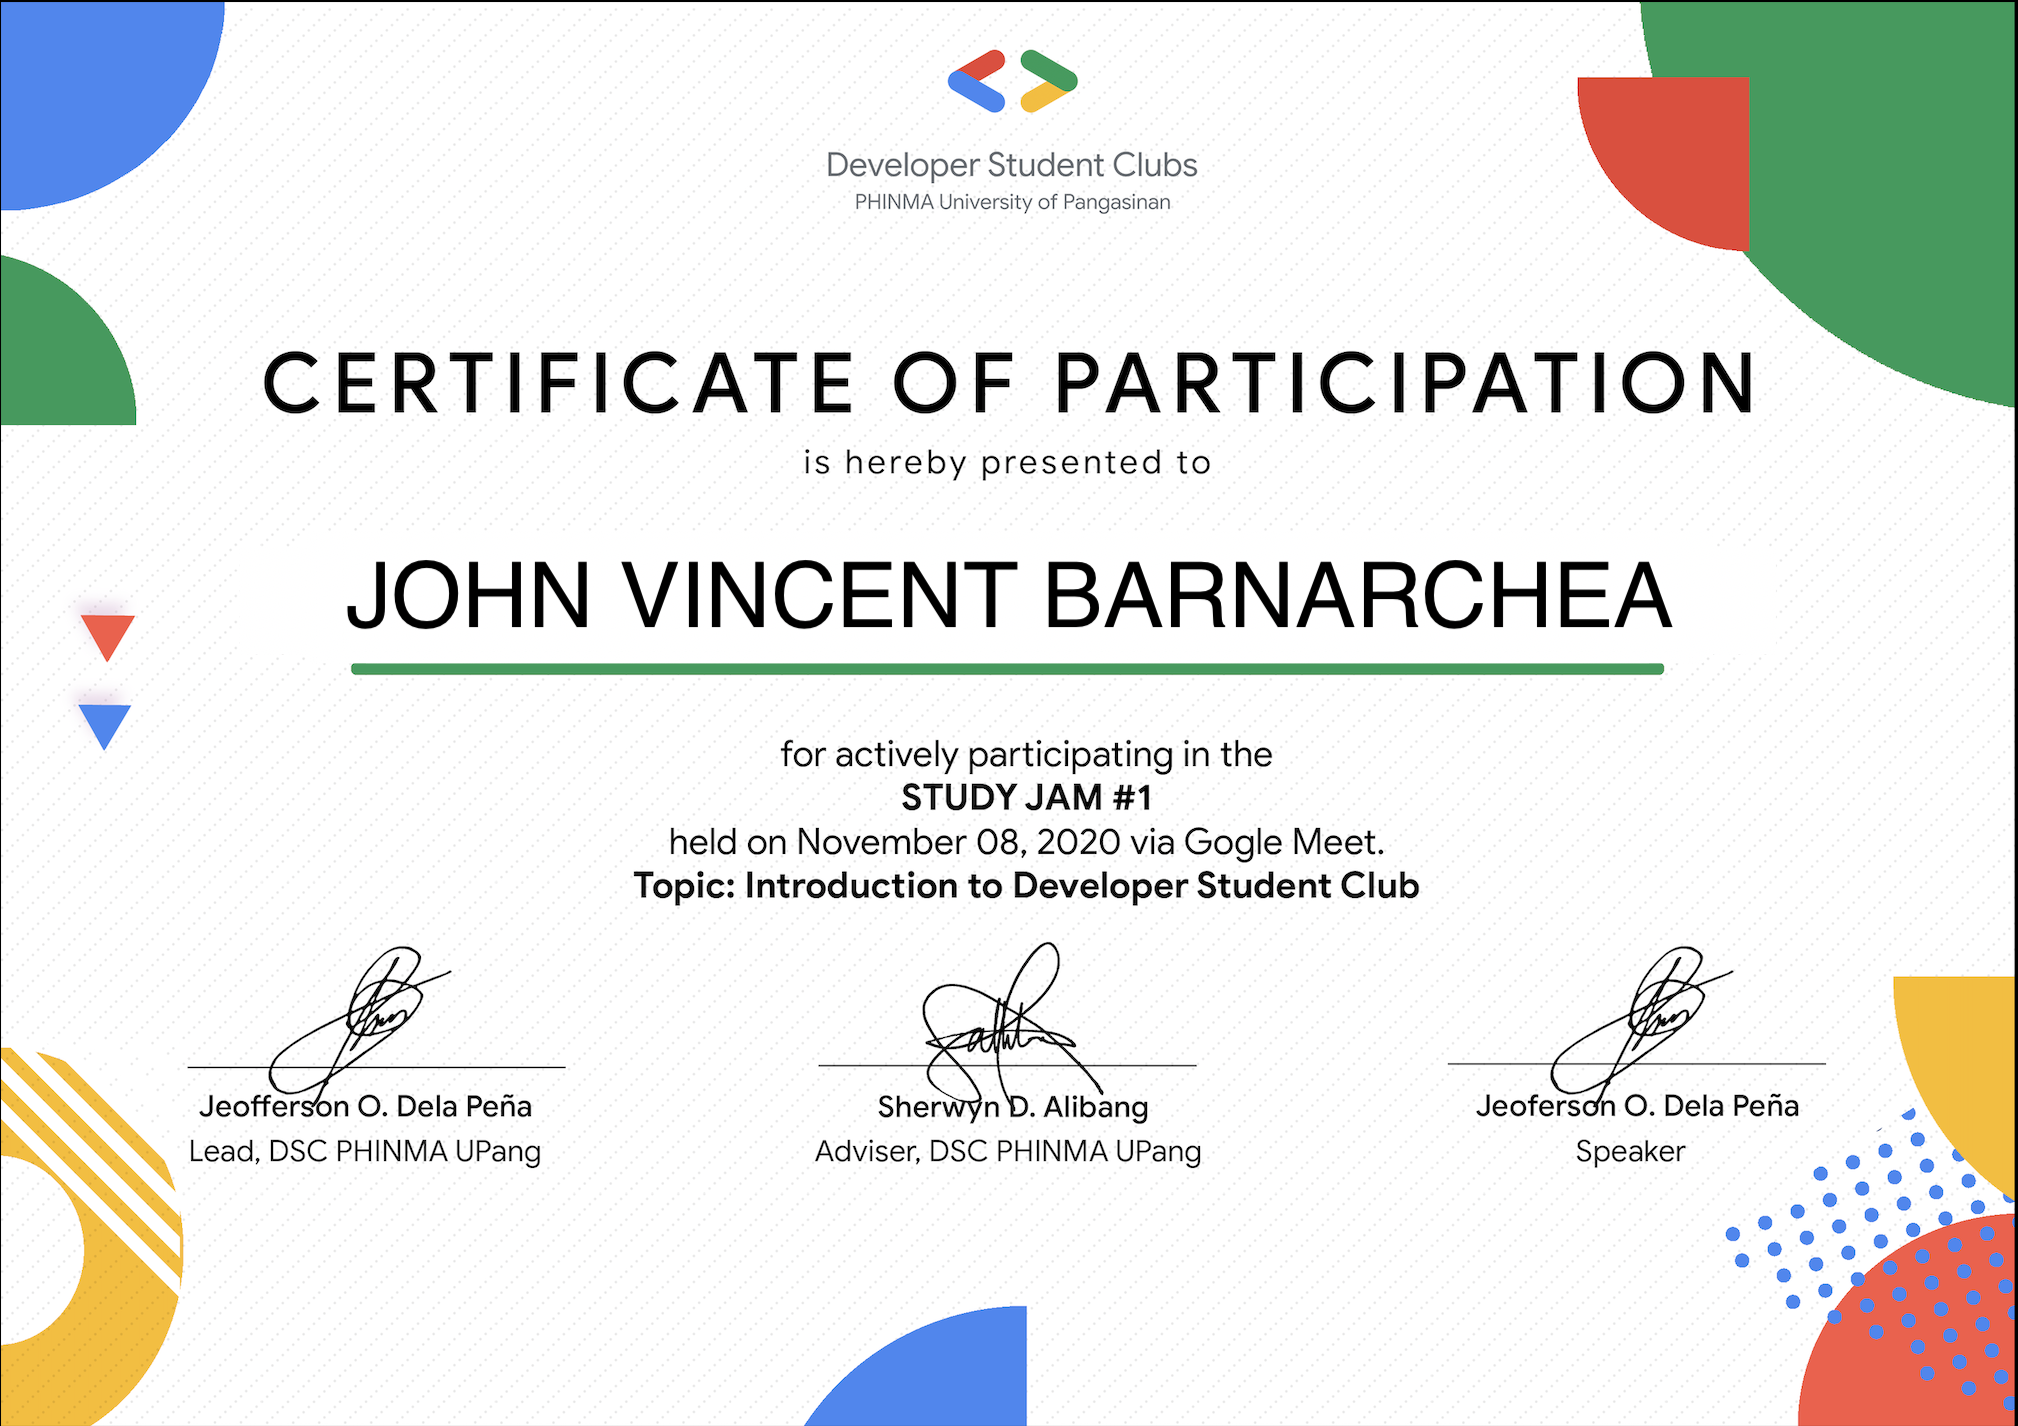 Developer Student Clubs
PHINMA University of Pangasinan
CERTIFICATE OF PARTICIPATION
is hereby presented to
JOHN VINCENT BARNARCHEA
for actively participating in the
STUDY JAM #1
held on November 08, 2020 via Gogle Meet.
Topic: Introduction to Developer Student Club
Jeofferson O. Dela Peña
Lead, DSC PHINMA UPang
Sherwyn D. Alibang
Adviser, DSC PHINMA UPang
Jeoferson O. Dela Peña
Speaker